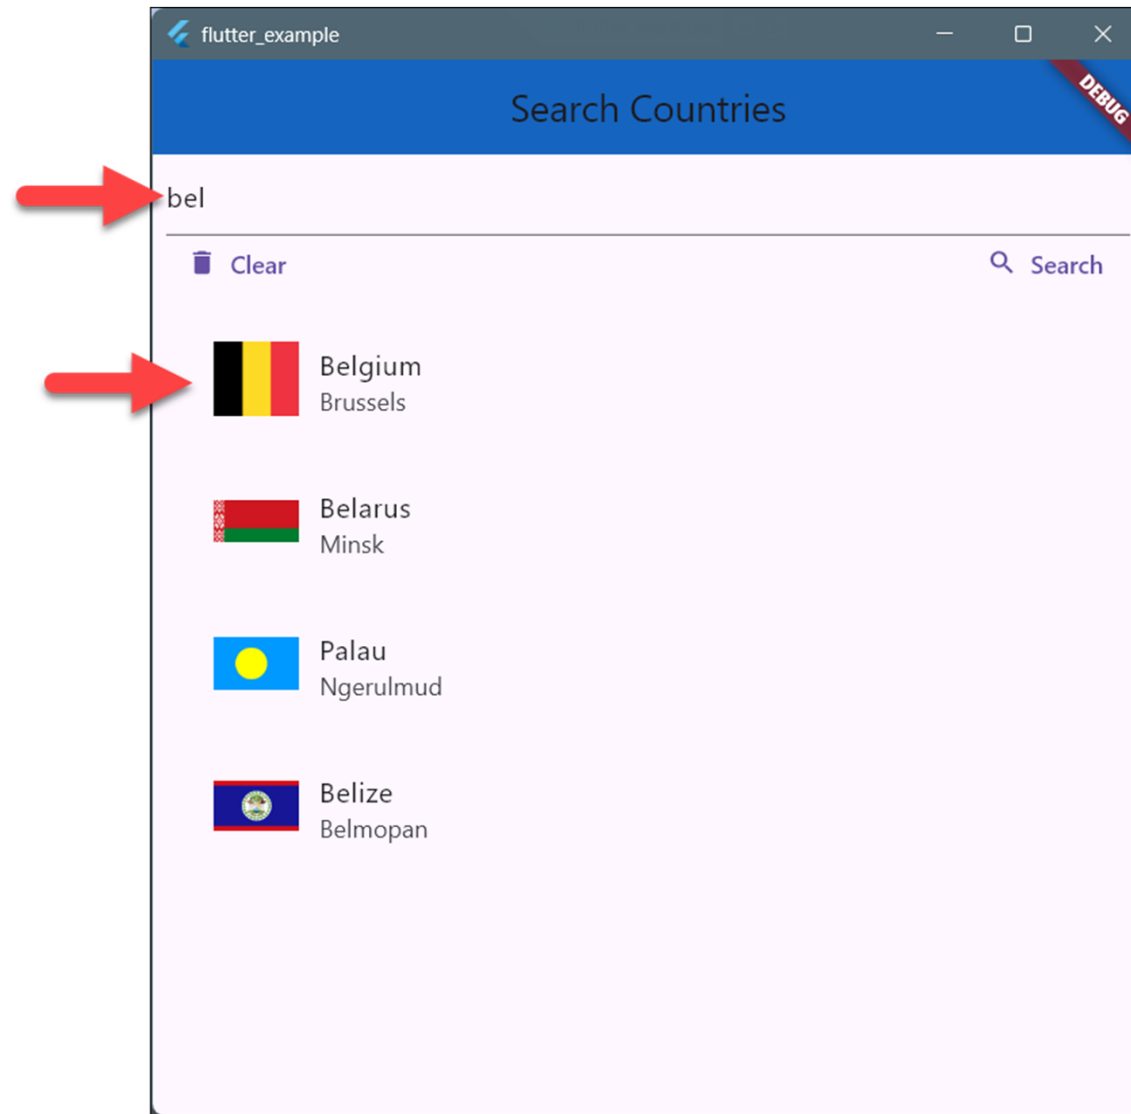 flutter_example
DEBUG
Search Countries
bel
Clear
Search
Belgium
Brussels
Belarus
Minsk
Palau
Ngerulmud
Belize
Belmopan